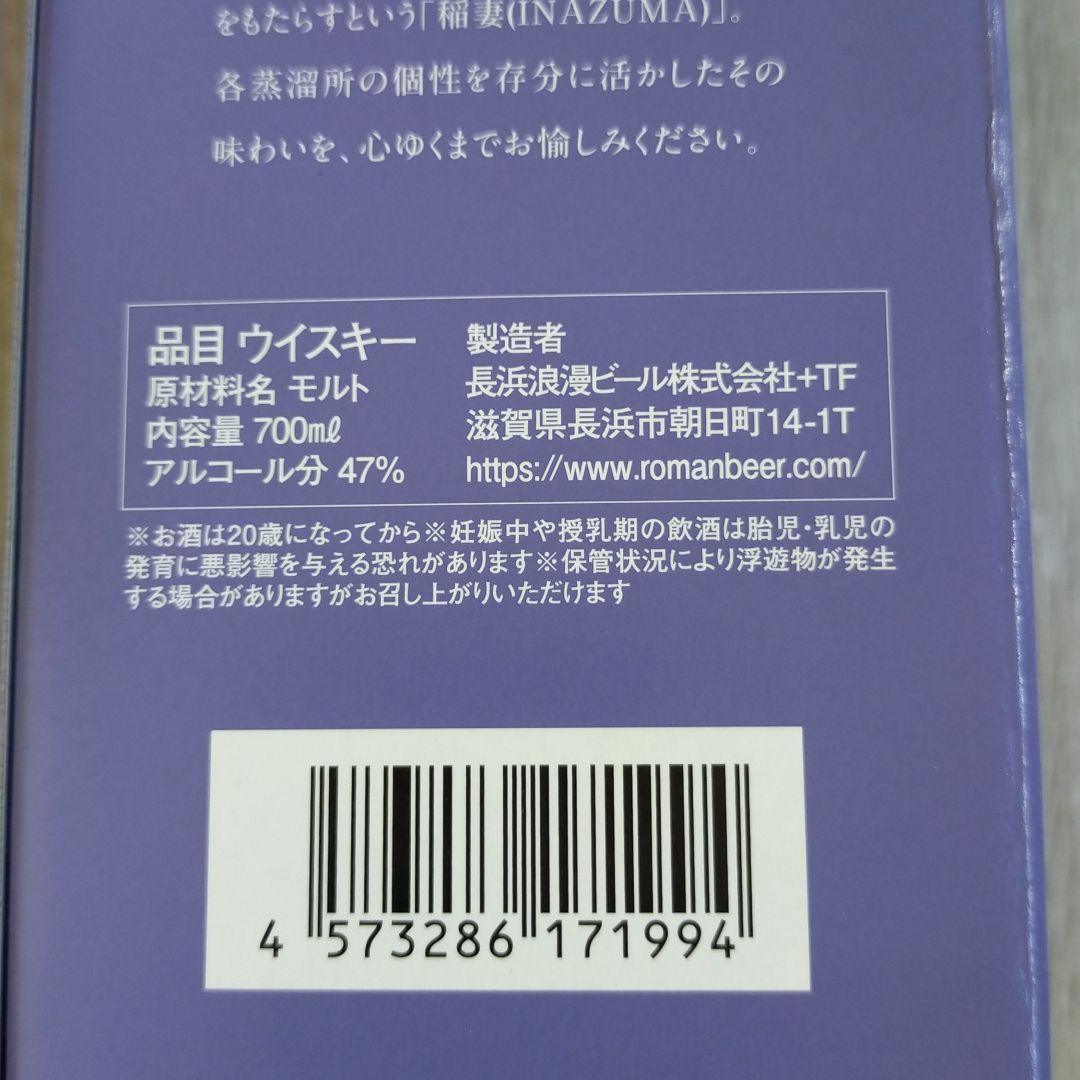 をもたらすという「稲妻(INAZUMA)」。
各蒸溜所の個性を存分に活かしたその
味わいを、心ゆくまでお愉しみください。
品目 ウイスキー
原材料名 モルト
内容量 700㎖
アルコール分 47%
製造者
長浜浪漫ビール株式会社+TF
滋賀県長浜市朝日町14-1T
https://www.romanbeer.com/
※お酒は20歳になってから※妊娠中や授乳期の飲酒は胎児・乳児の
発育に悪影響を与える恐れがあります※保管状況により浮遊物が発生
する場合がありますがお召し上がりいただけます
4 573286 171994